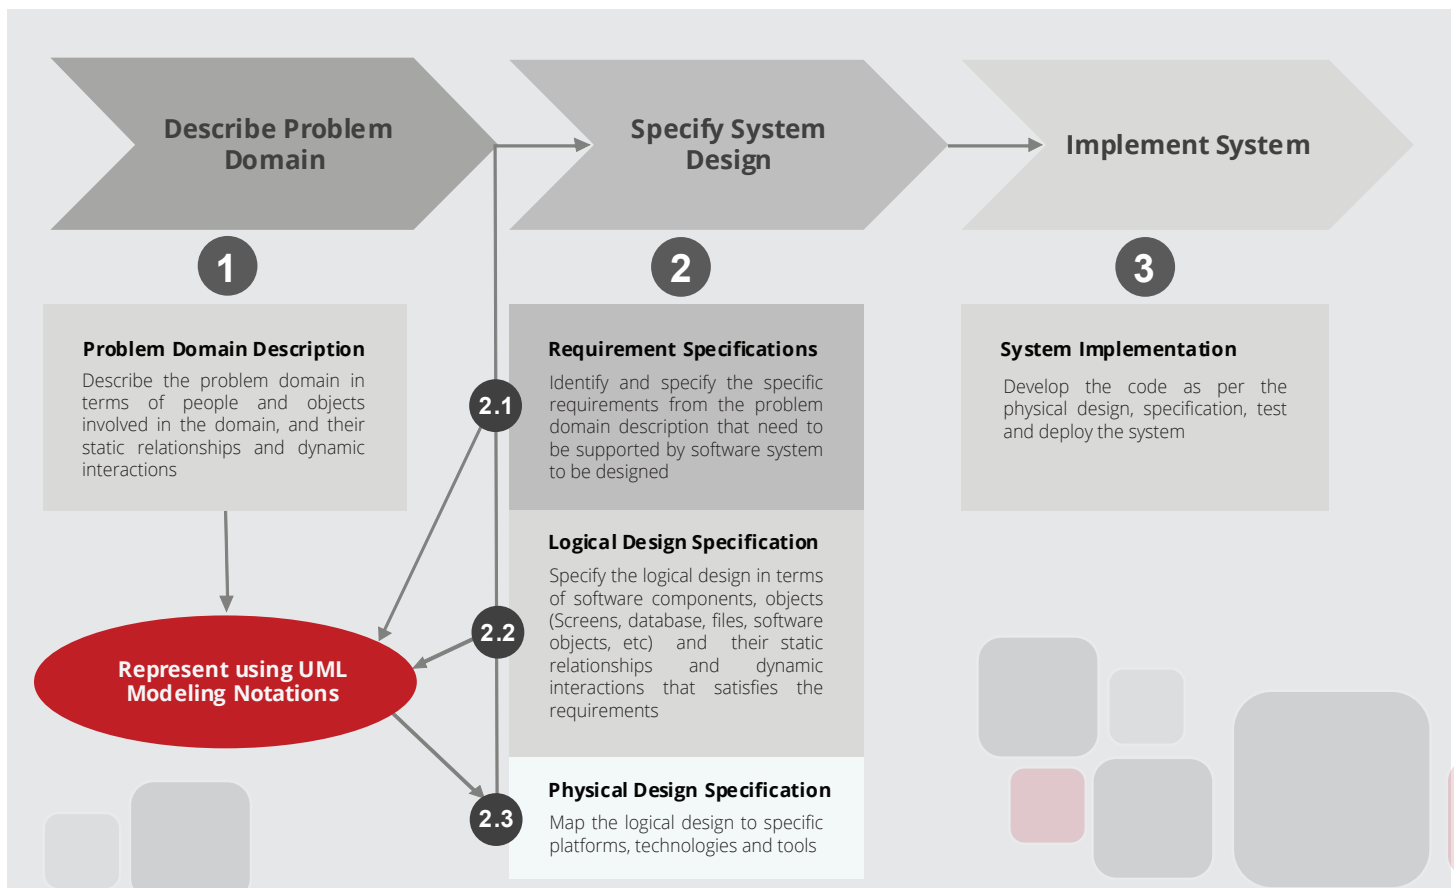 Describe Problem
Domain
Specify System
Design
Implement System
1
2
3
Problem Domain Description
Describe the problem domain in
terms of people and objects
involved in the domain, and their
static relationships and dynamic
interactions
2.1
Requirement Specifications
Identify and specify the specific
requirements from the problem
domain description that need to
be supported by software system
to be designed
System Implementation
Develop the code as per the
physical design, specification, test
and deploy the system
2.2
Logical Design Specification
Specify the logical design in terms
of software components, objects
(Screens, database, files, software
objects, etc) and their static
relationships and dynamic
interactions that satisfies the
requirements
Represent using UML
Modeling Notations
2.3
Physical Design Specification
Map the logical design to specific
platforms, technologies and tools